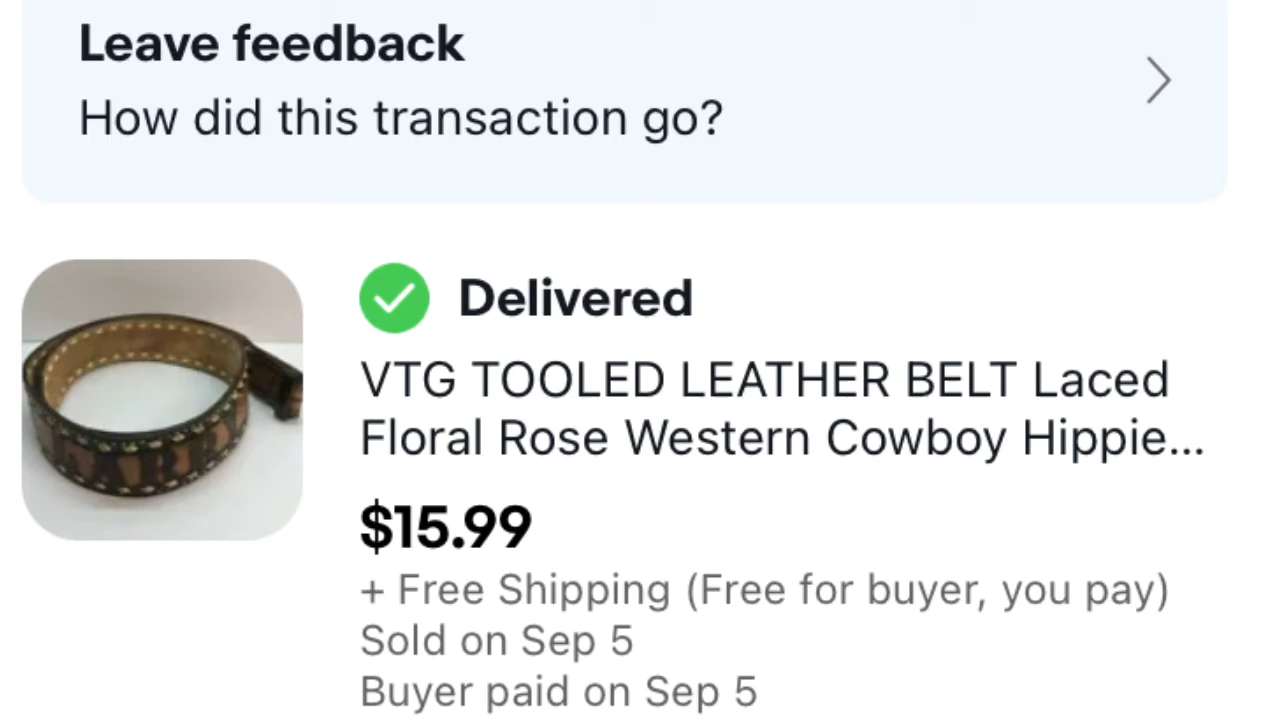 Leave feedback
How did this transaction go?
Delivered
VTG TOOLED LEATHER BELT Laced
Floral Rose Western Cowboy Hippie...
$15.99
+ Free Shipping (Free for buyer, you pay)
Sold on Sep 5
Buyer paid on Sep 5